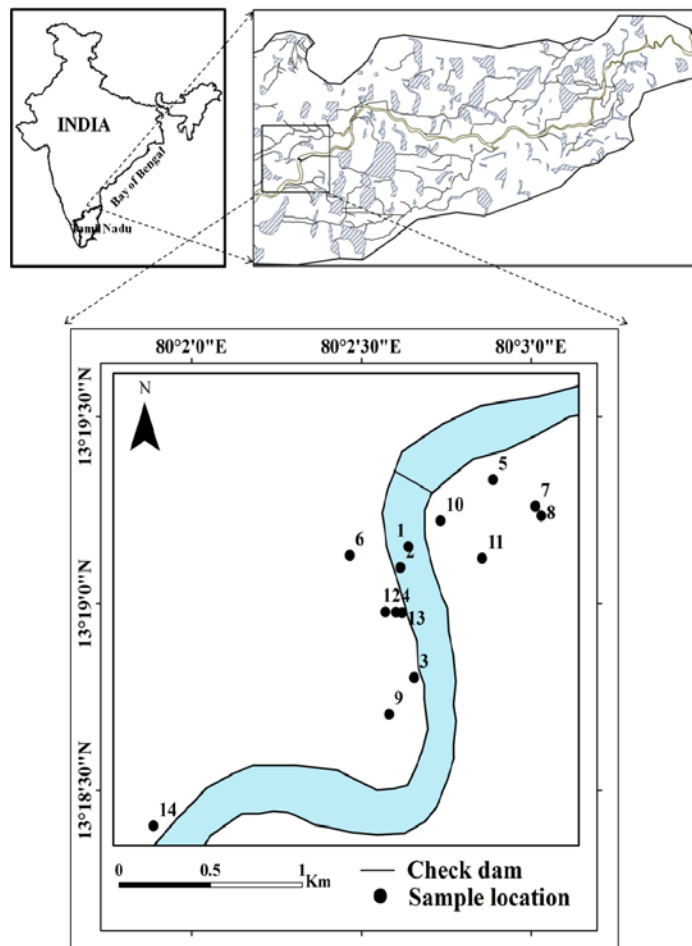 INDIA
Bay of Bengal
Tamil Nadu
80°2'0"E
80°2'30"E
80°3'0"E
13°19'30"N
13°19'0"N
13°18'30"N
N
5
7
8
10
1
11
6
2
12 4
13
3
9
14
0
0.5
1
Km
Check dam
Sample location